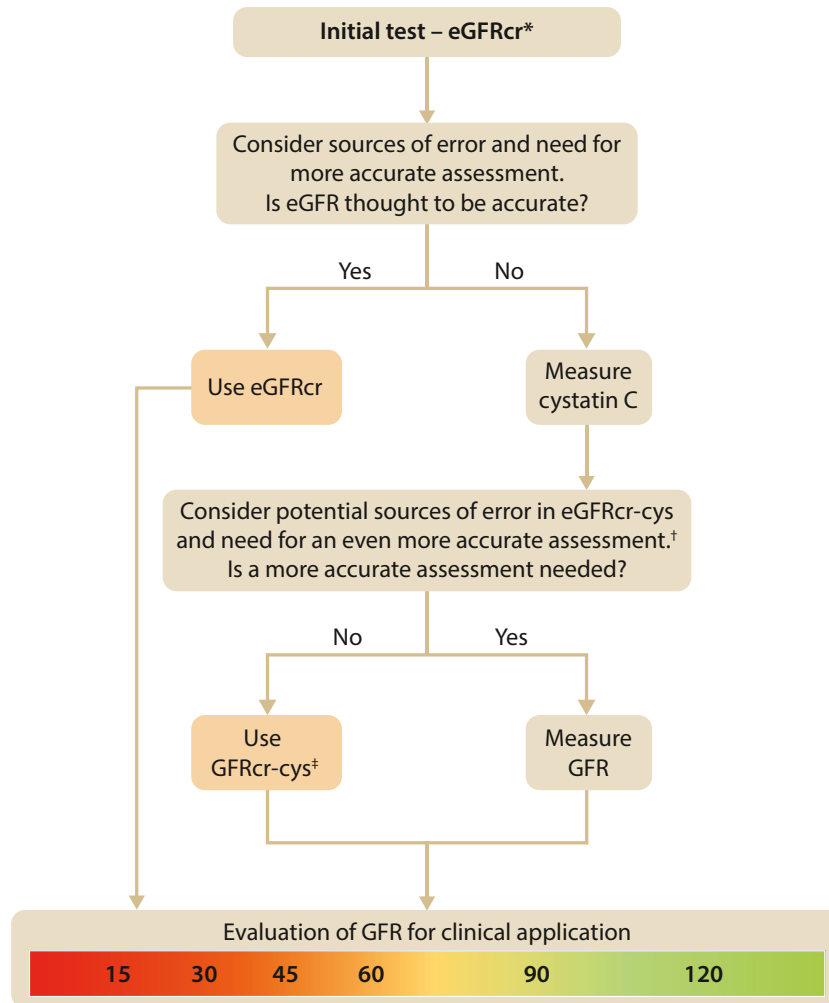 Initial test – eGFRcr*
Consider sources of error and need for
more accurate assessment.
Is eGFR thought to be accurate?
Yes
No
Use eGFRcr
Measure
cystatin C
Consider potential sources of error in eGFRcr-cys
and need for an even more accurate assessment.†
Is a more accurate assessment needed?
No
Yes
Use
GFRcr-cys‡
Measure
GFR
Evaluation of GFR for clinical application
15 30 45 60 90 120